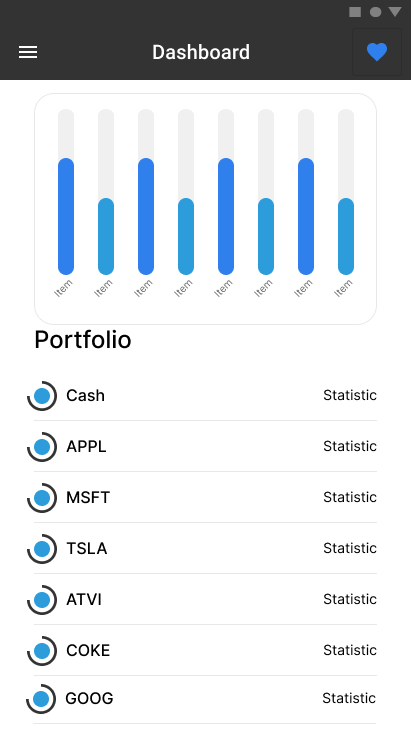 Dashboard
Item Item Item Item Item Item Item Item
Portfolio
Cash Statistic
APPL Statistic
MSFT Statistic
TSLA Statistic
ATVI Statistic
COKE Statistic
GOOG Statistic